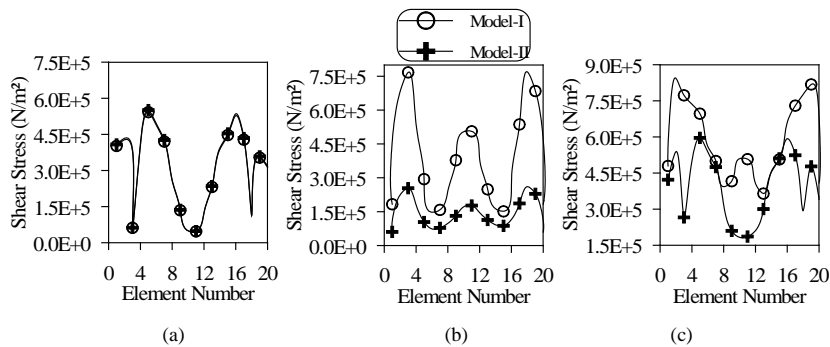 Model-I
Model-II
Shear Stress (N/m²)
7.5E+5
6.0E+5
4.5E+5
3.0E+5
1.5E+5
0.0E+0
0 4 8 12 16 20
Element Number
(a)
Shear Stress (N/m²)
7.5E+5
6.0E+5
4.5E+5
3.0E+5
1.5E+5
0.0E+0
0 4 8 12 16 20
Element Number
(b)
Shear Stress (N/m²)
9.0E+5
7.5E+5
6.0E+5
4.5E+5
3.0E+5
1.5E+5
0 4 8 12 16 20
Element Number
(c)